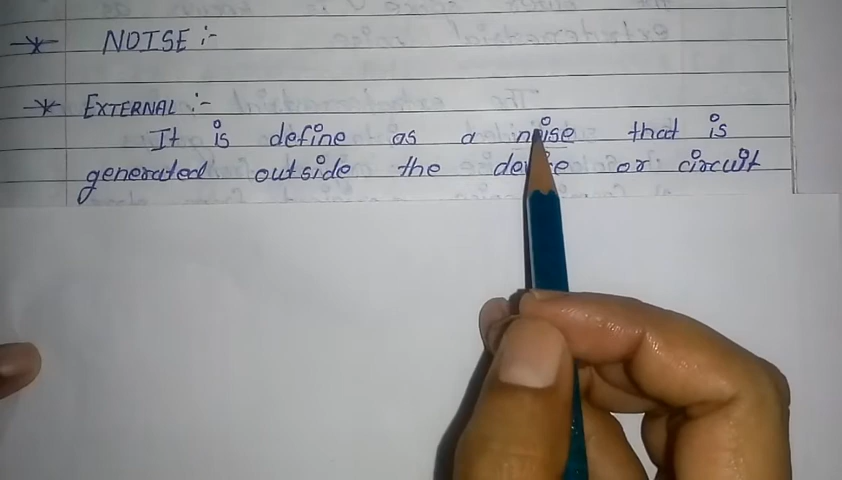 * NOISE :-
* EXTERNAL :-
It is define as a noise that is
generated outside the device or circuit